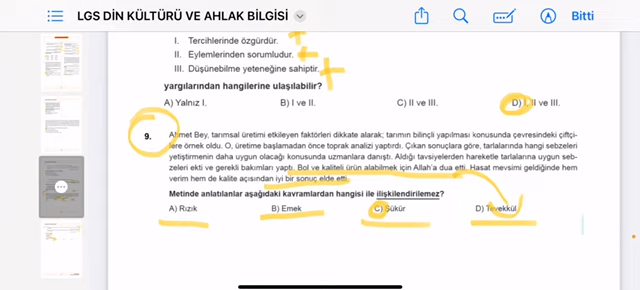 LGS DİN KÜLTÜRÜ VE AHLAK BİLGİSİ
Bitti
I. Tercihlerinde özgürdür.
II. Eylemlerinden sorumludur.
III. Düşünebilme yeteneğine sahiptir.
yargılarından hangilerine ulaşılabilir?
A) Yalnız I. B) I ve II. C) II ve III. D) I, II ve III.
9. Ahmet Bey, tarımsal üretimi etkileyen faktörleri dikkate alarak; tarımın bilinçli yapılması konusunda çevresindeki çiftçi-
lere örnek oldu. O, üretime başlamadan önce toprak analizi yaptırdı. Çıkan sonuçlara göre, tarlalarında hangi sebzeleri
yetiştirmenin daha uygun olacağı konusunda uzmanlara danıştı. Aldığı tavsiyelerden hareketle tarlalarına uygun seb-
zeleri ekti ve gerekli bakımları yaptı. Bol ve kaliteli ürün alabilmek için Allah'a dua etti. Hasat mevsimi geldiğinde hem
verim hem de kalite açısından iyi bir sonuç elde etti.
Metinde anlatılanlar aşağıdaki kavramlardan hangisi ile ilişkilendirilemez?
A) Rızık B) Emek C) Şükür D) Tevekkül